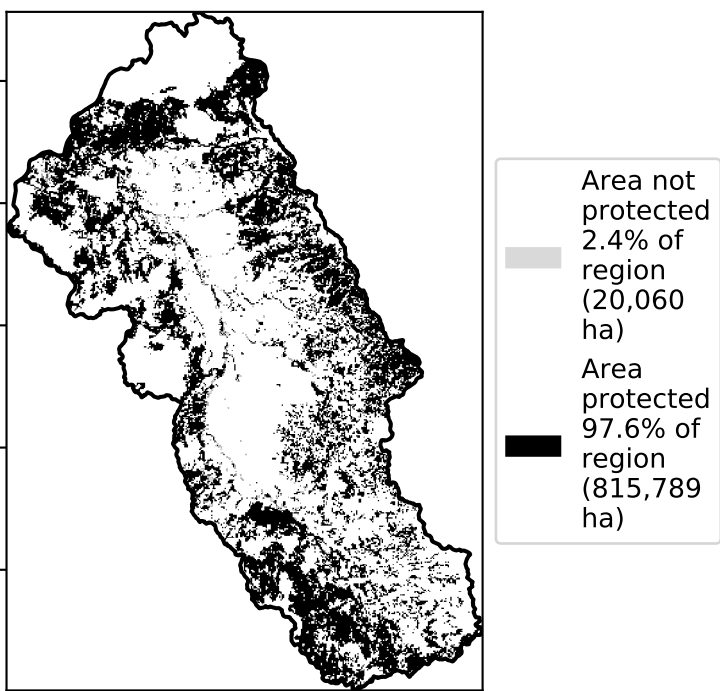 Area not
protected
2.4% of
region
(20,060
ha)
Area
protected
97.6% of
region
(815,789
ha)